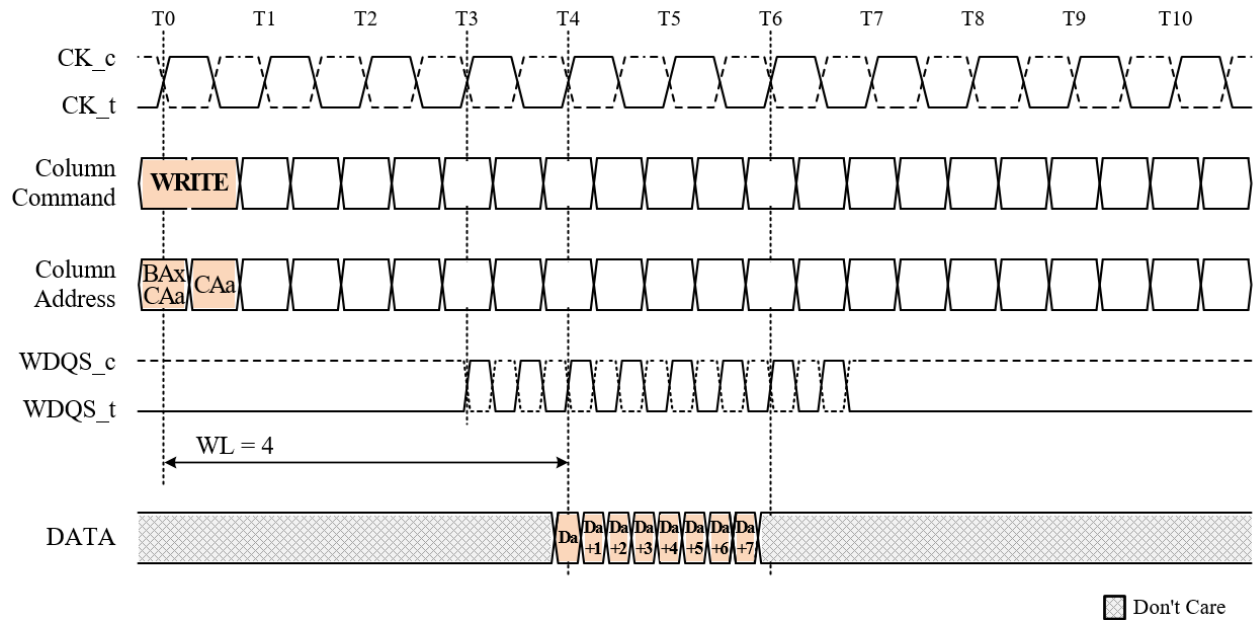 T0 T1 T2 T3 T4 T5 T6 T7 T8 T9 T10
CK_c
CK_t
Column
Command
WRITE
Column
Address
BAx
CAa
CAa
WDQS_c
WDQS_t
WL = 4
DATA
Da
Da
+1
Da
+2
Da
+3
Da
+4
Da
+5
Da
+6
Da
+7
Don't Care